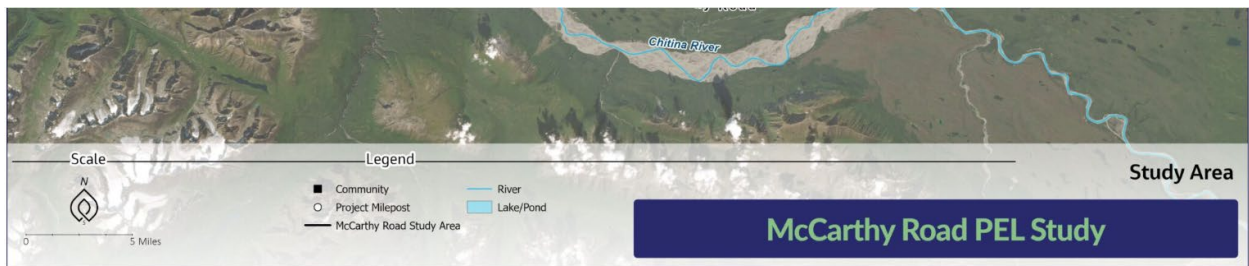 Chitina River
Scale
Legend
Study Area
N
Community
River
Project Milepost
Lake/Pond
McCarthy Road Study Area
0 5 Miles
McCarthy Road PEL Study